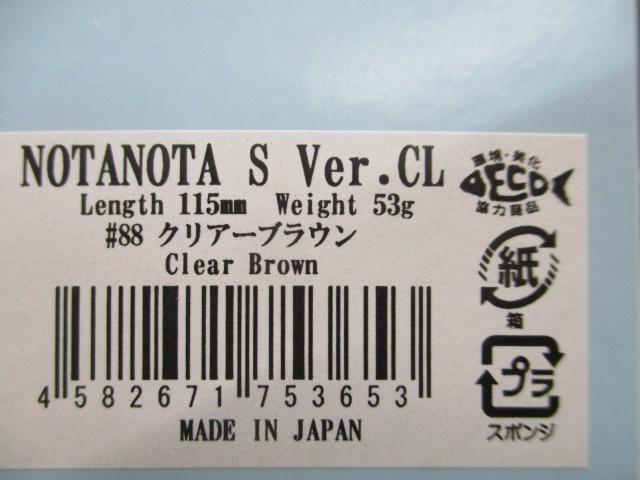 NOTANOTA S Ver.CL
Length 115mm Weight 53g
#88 クリアーブラウン
Clear Brown
4 582671 753653
MADE IN JAPAN
環境・美化
ECO
協力商品
紙
箱
プラ
スポンジ